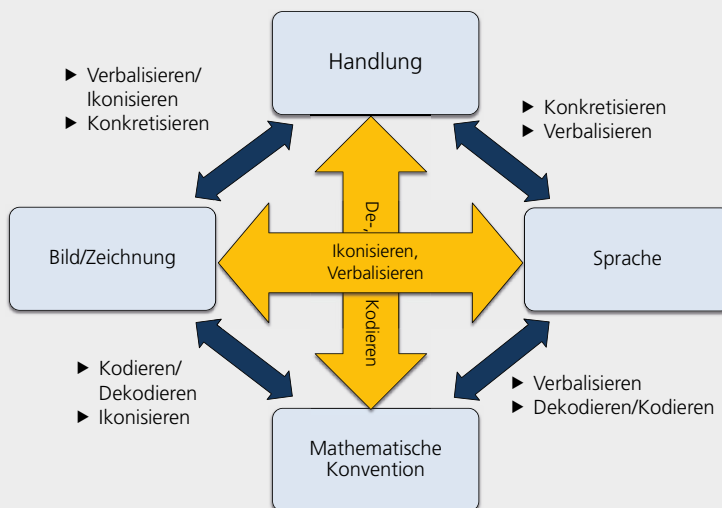 Handlung
▶ Verbalisieren/
Ikonisieren
▶ Konkretisieren
▶ Konkretisieren
▶ Verbalisieren
Bild/Zeichnung
De-, Kodieren
Ikonisieren,
Verbalisieren
Sprache
▶ Kodieren/
Dekodieren
▶ Ikonisieren
▶ Verbalisieren
▶ Dekodieren/Kodieren
Mathematische
Konvention